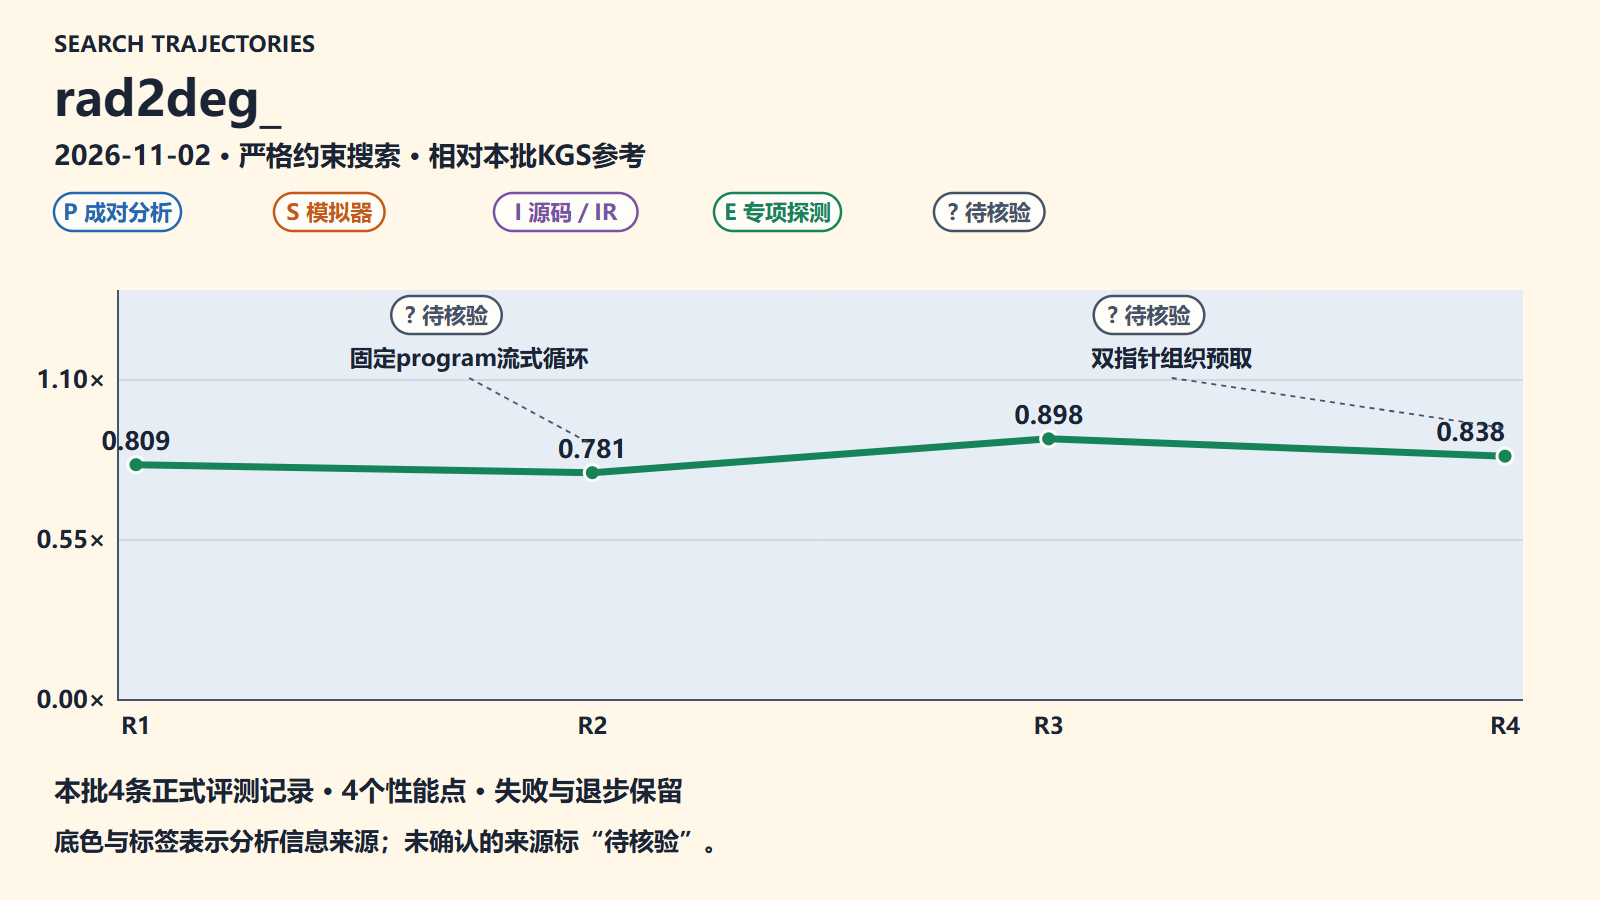 SEARCH TRAJECTORIES
rad2deg_
2026-11-02 • 严格约束搜索 • 相对本批KGS参考
P 成对分析
S 模拟器
I 源码 / IR
E 专项探测
? 待核验
? 待核验
? 待核验
固定program流式循环
双指针组织预取
1.10×
0.898
0.809
0.781
0.838
0.55×
0.00×
R1
R2
R3
R4
本批4条正式评测记录 • 4个性能点 • 失败与退步保留
底色与标签表示分析信息来源；未确认的来源标“待核验”。